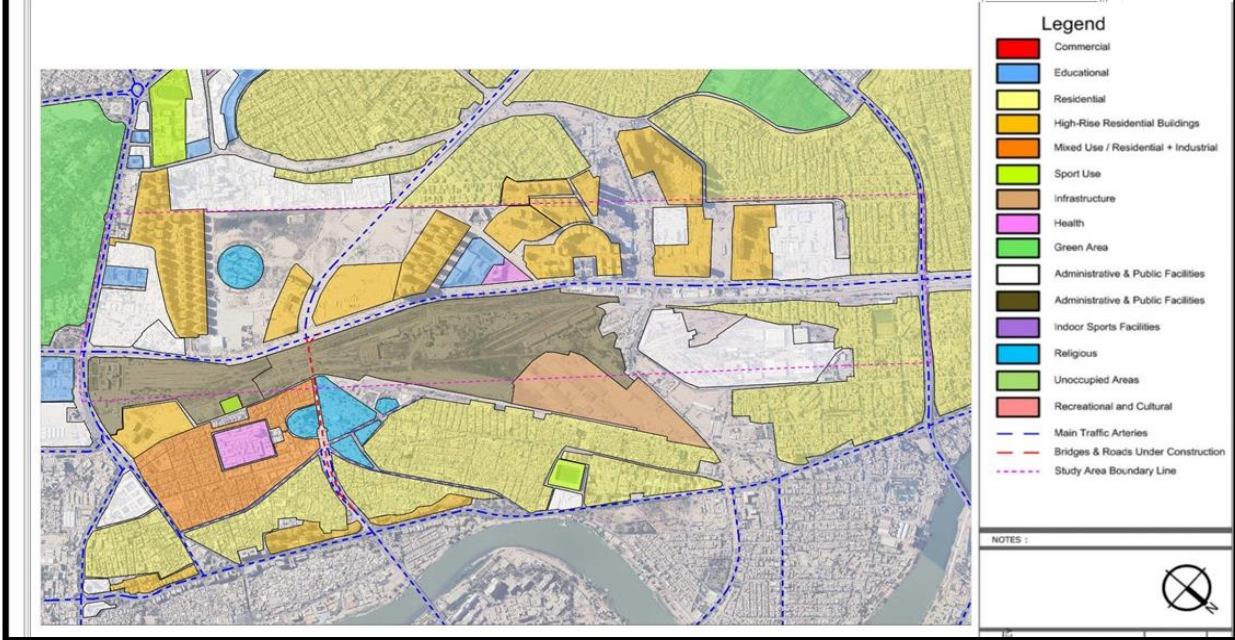 Legend
Commercial
Educational
Residential
High-Rise Residential Buildings
Mixed Use / Residential + Industrial
Sport Use
Infrastructure
Health
Green Area
Administrative & Public Facilities
Administrative & Public Facilities
Indoor Sports Facilities
Religious
Unoccupied Areas
Recreational and Cultural
Main Traffic Arteries
Bridges & Roads Under Construction
Study Area Boundary Line
NOTES :
N